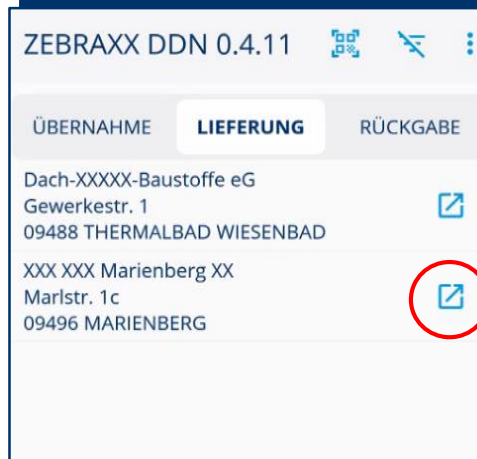 ZEBRAXX DDN 0.4.11
ÜBERNAHME LIEFERUNG RÜCKGABE
Dach-XXXXX-Baustoffe eG
Gewerkestr. 1
09488 THERMALBAD WIESENBAD
XXX XXX Marienberg XX
Marlstr. 1c
09496 MARIENBERG